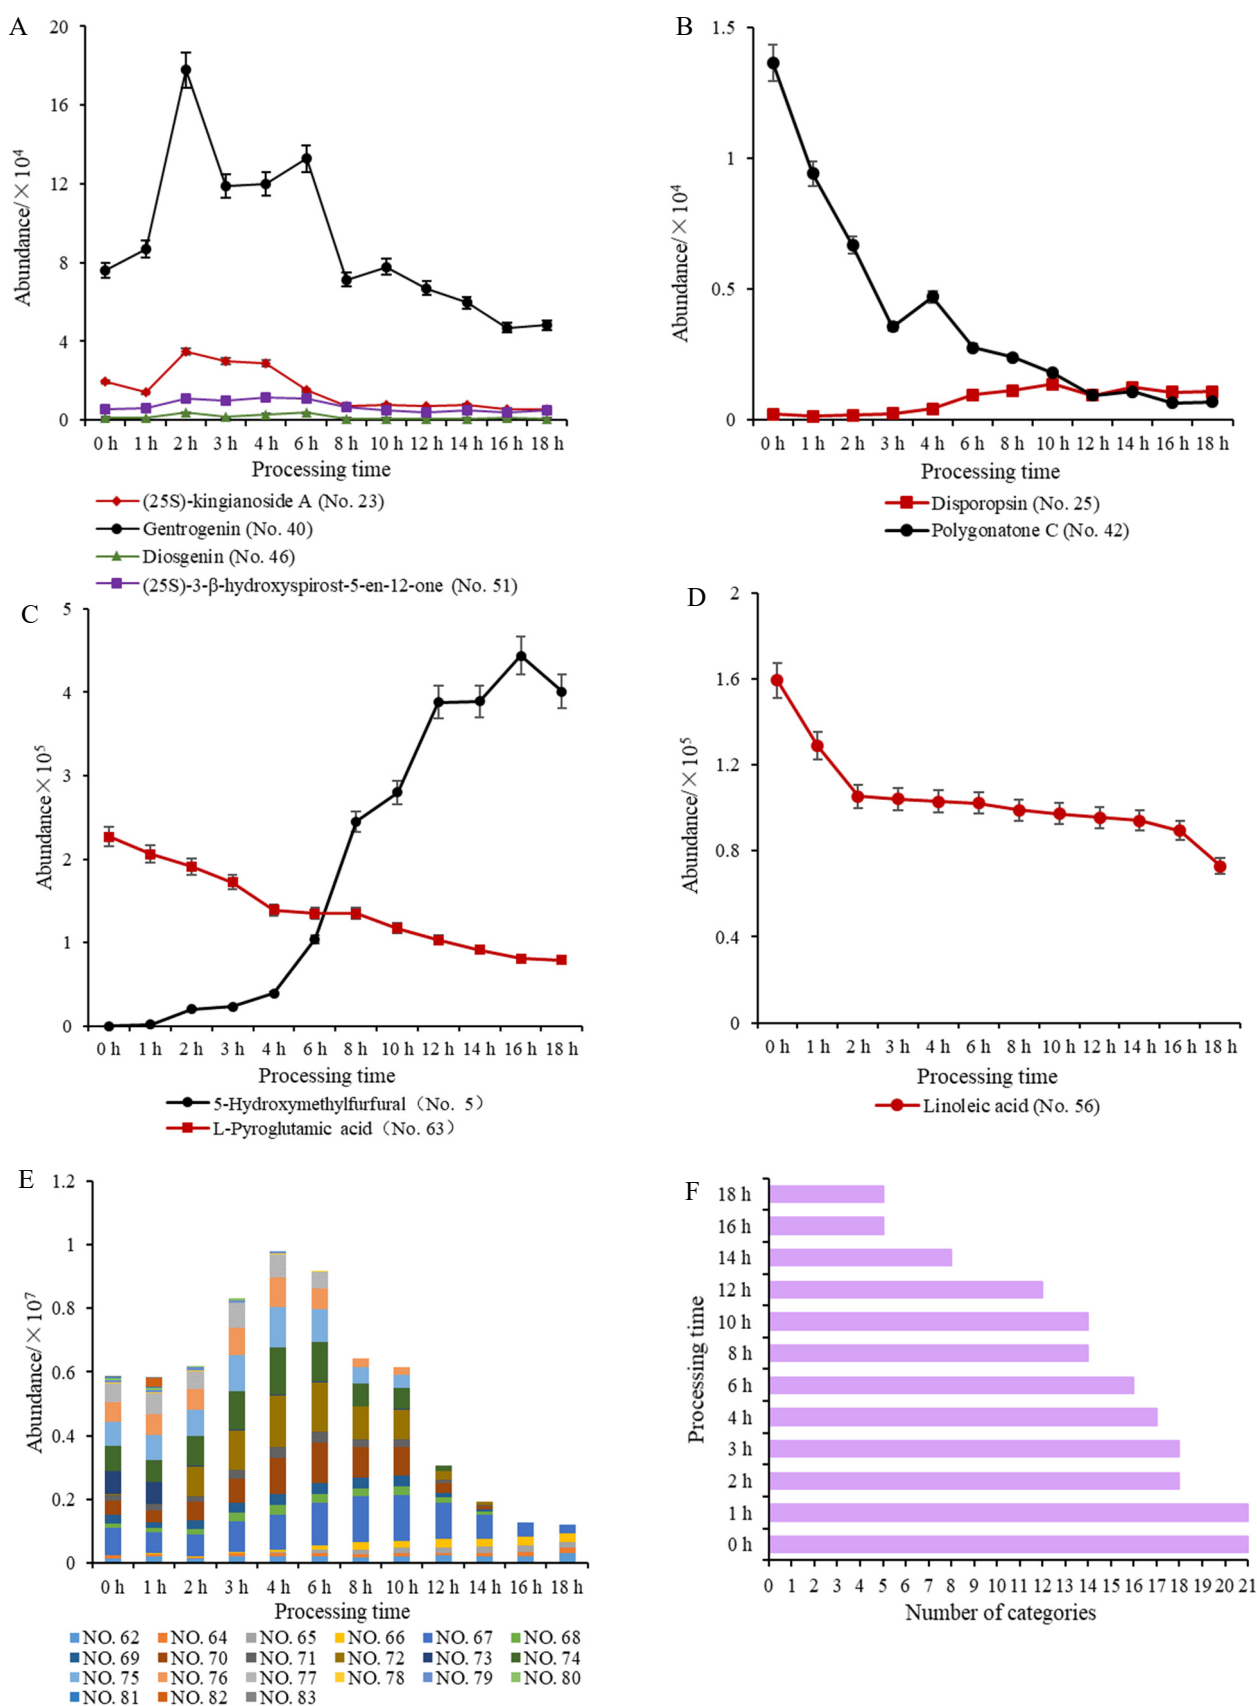 A
20
16
12
8
4
0
Abundance/×10⁴
0 h 1 h 2 h 3 h 4 h 6 h 8 h 10 h 12 h 14 h 16 h 18 h
Processing time
(25S)-kingianoside A (No. 23)
Gentrogenin (No. 40)
Diosgenin (No. 46)
(25S)-3-β-hydroxyspirost-5-en-12-one (No. 51)
B
1.5
1
0.5
0
Abundance/×10⁴
0 h 1 h 2 h 3 h 4 h 6 h 8 h 10 h 12 h 14 h 16 h 18 h
Processing time
Disporopsin (No. 25)
Polygonatone C (No. 42)
C
5
4
3
2
1
0
Abundance×10⁵
0 h 1 h 2 h 3 h 4 h 6 h 8 h 10 h 12 h 14 h 16 h 18 h
Processing time
5-Hydroxymethylfurfural（No. 5）
L-Pyroglutamic acid（No. 63）
D
2
1.6
1.2
0.8
0.4
0
Abundance/×10⁵
0 h 1 h 2 h 3 h 4 h 6 h 8 h 10 h 12 h 14 h 16 h 18 h
Processing time
Linoleic acid (No. 56)
E
1.2
1
0.8
0.6
0.4
0.2
0
Abundance/×10⁷
0 h 1 h 2 h 3 h 4 h 6 h 8 h 10 h 12 h 14 h 16 h 18 h
Processing time
NO. 62 NO. 64 NO. 65 NO. 66 NO. 67 NO. 68
NO. 69 NO. 70 NO. 71 NO. 72 NO. 73 NO. 74
NO. 75 NO. 76 NO. 77 NO. 78 NO. 79 NO. 80
NO. 81 NO. 82 NO. 83
F
18 h
16 h
14 h
12 h
10 h
8 h
6 h
4 h
3 h
2 h
1 h
0 h
Processing time
0 1 2 3 4 5 6 7 8 9 10 11 12 13 14 15 16 17 18 19 20 21
Number of categories